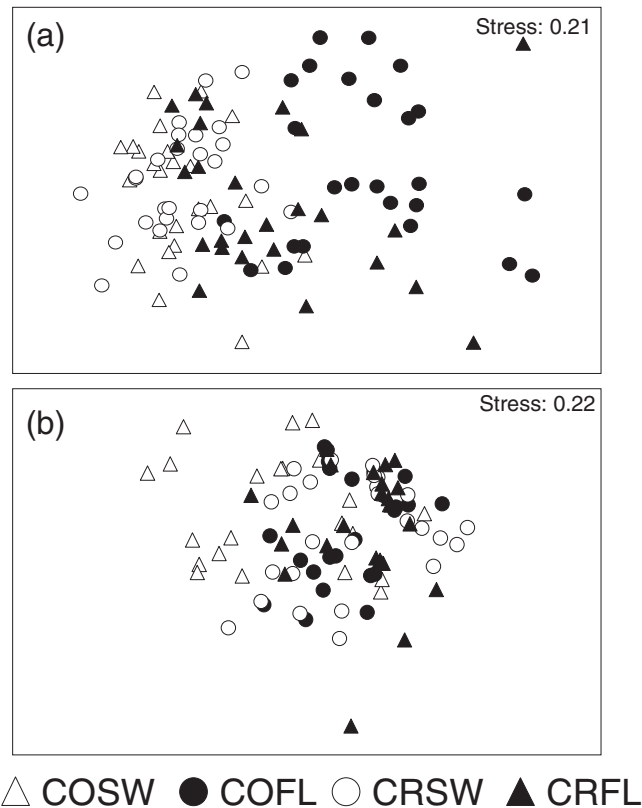 (a)
Stress: 0.21
(b)
Stress: 0.22
COSW COFL CRSW CRFL